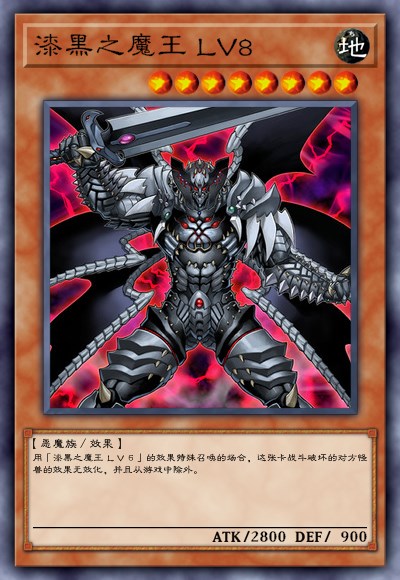 漆黑之魔王 LV8
地
【恶魔族/效果】
用「漆黑之魔王 LV6」的效果特殊召唤的场合，这张卡战斗破坏的对方怪
兽的效果无效化，并且从游戏中除外。
ATK/2800 DEF/ 900